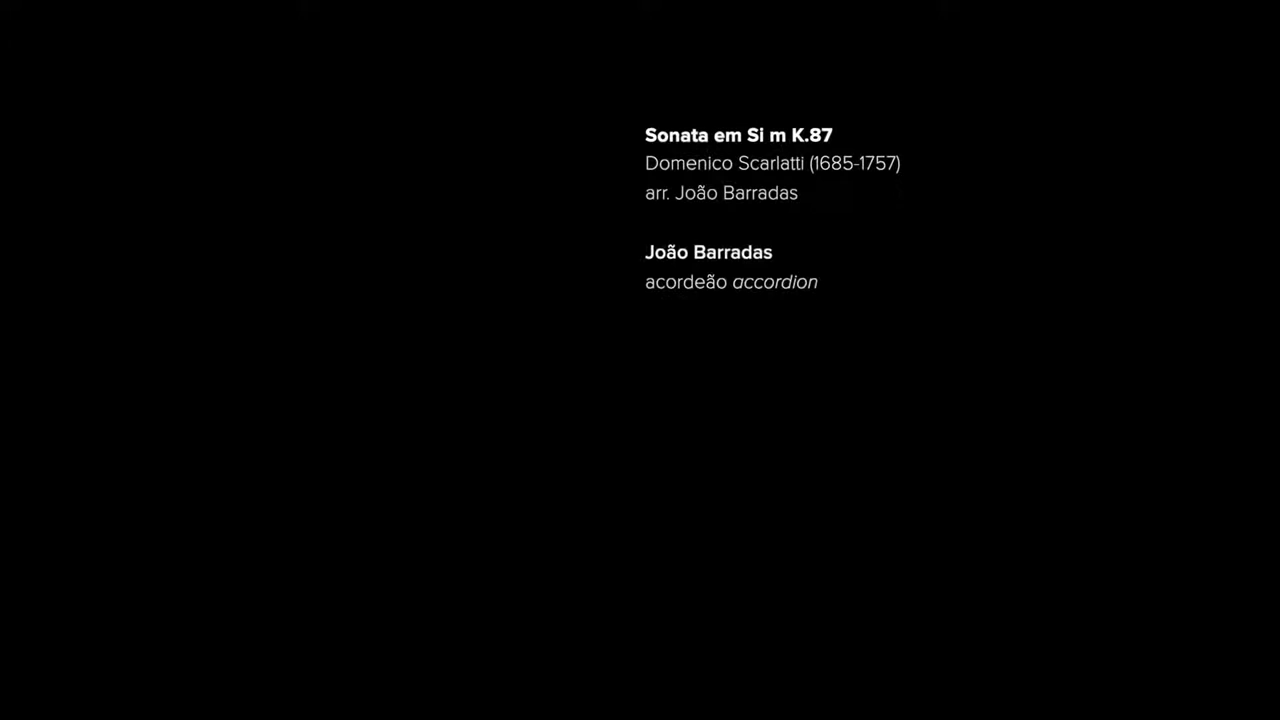 Sonata em Si m K.87
Domenico Scarlatti (1685-1757)
arr. João Barradas
João Barradas
acordeão accordion